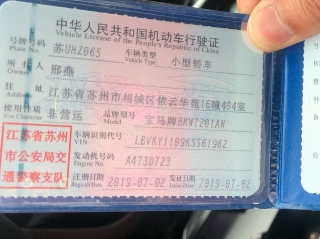 中华人民共和国机动车行驶证
Vehicle License of the People's Republic of China
号牌号码 苏UHZ065 车辆类型 小型轿车
Plate No. Vehicle Type
所有人 邢燕
住址 江苏省苏州市相城区依云华苑16幢404室
使用性质 非营运 品牌型号 宝马牌BMW7201AN
江苏省苏州
市公安局交
通警察支队
车辆识别代号
VIN LBVKY1109KSS61962
发动机号码 A4730723
Engine No.
注册日期 2019-07-02 发证日期 2019-07-02
Register Date Issue Date